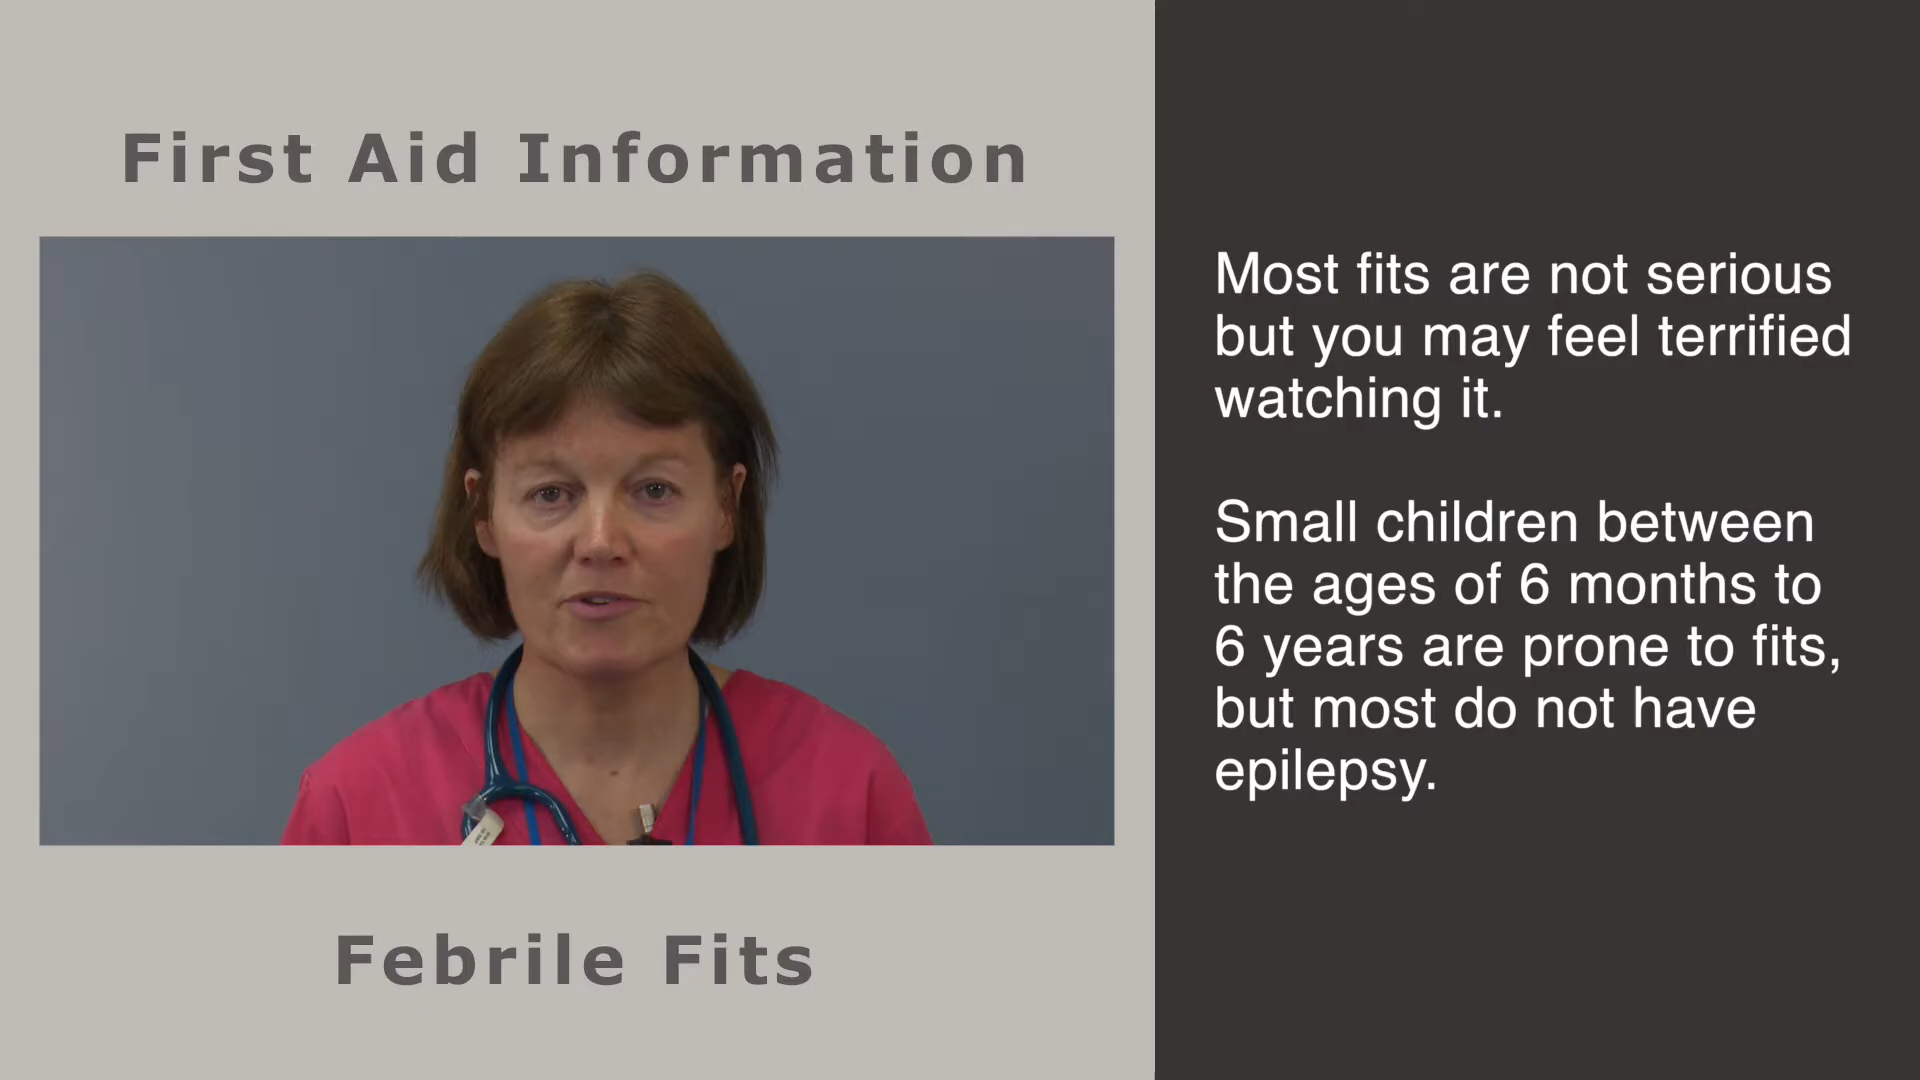 First Aid Information
Most fits are not serious
but you may feel terrified
watching it.
Small children between
the ages of 6 months to
6 years are prone to fits,
but most do not have
epilepsy.
Febrile Fits